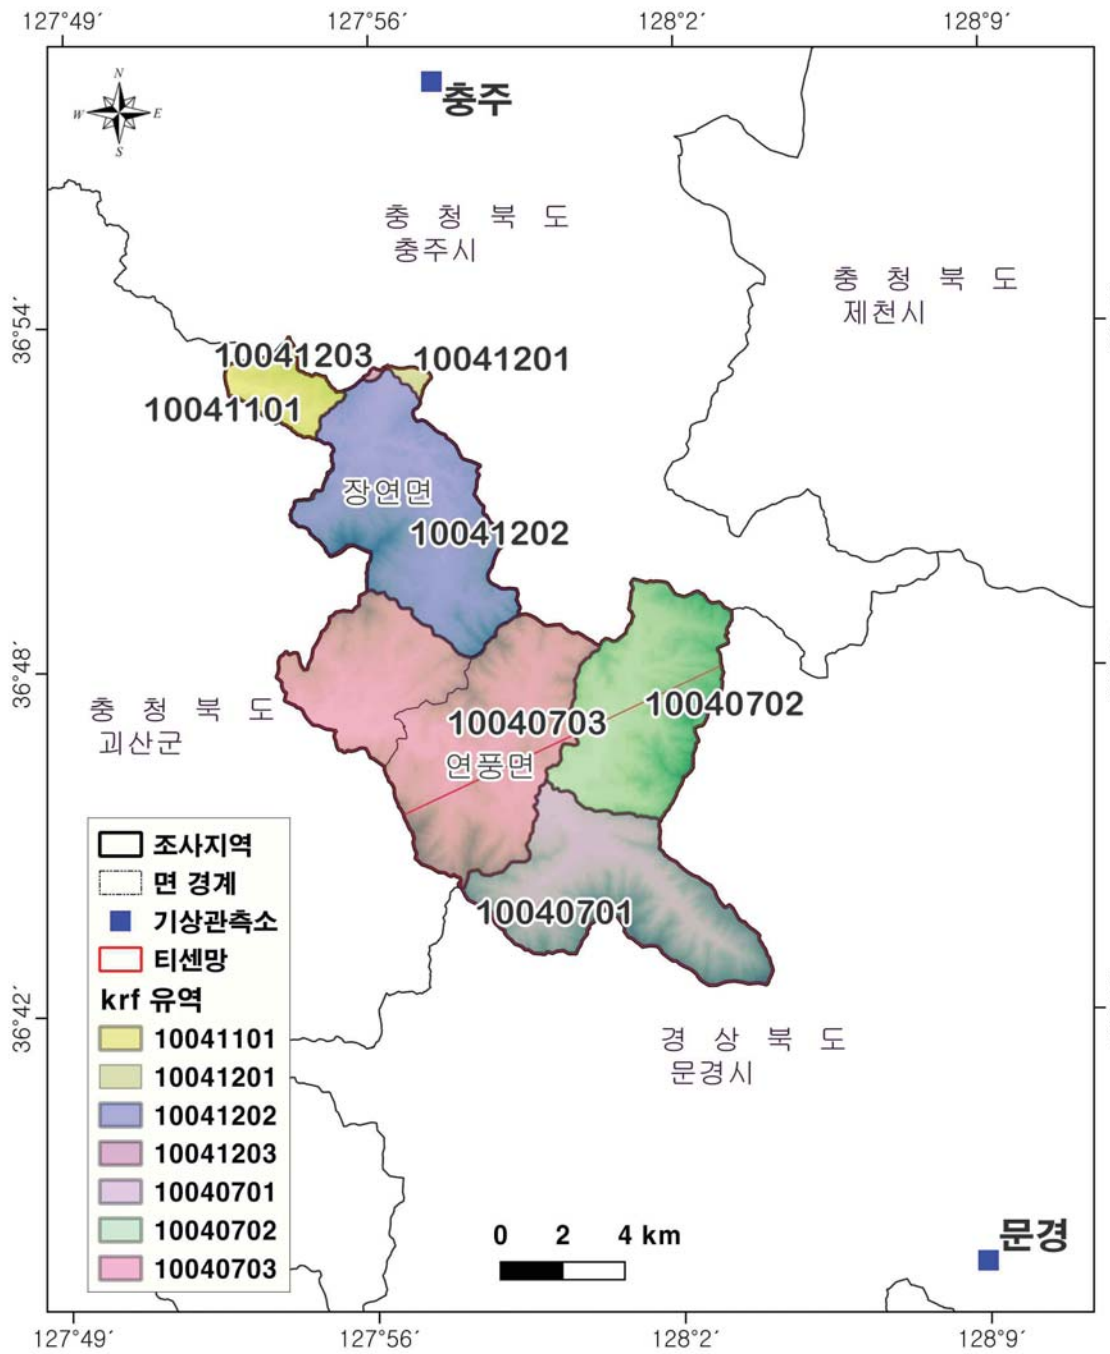 127°49´ 127°56´ 128°2´ 128°9´
N
W E
S
충주
충 청 북 도
충주시
충 청 북 도
제천시
36°54´
10041203 10041201
10041101
장연면
10041202
36°48´
충 청 북 도
괴산군
10040702
10040703
연풍면
10040701
조사지역
면 경계
기상관측소
티센망
krf 유역
10041101
10041201
10041202
10041203
10040701
10040702
10040703
36°42´
경 상 북 도
문경시
0 2 4 km
문경
127°49´ 127°56´ 128°2´ 128°9´